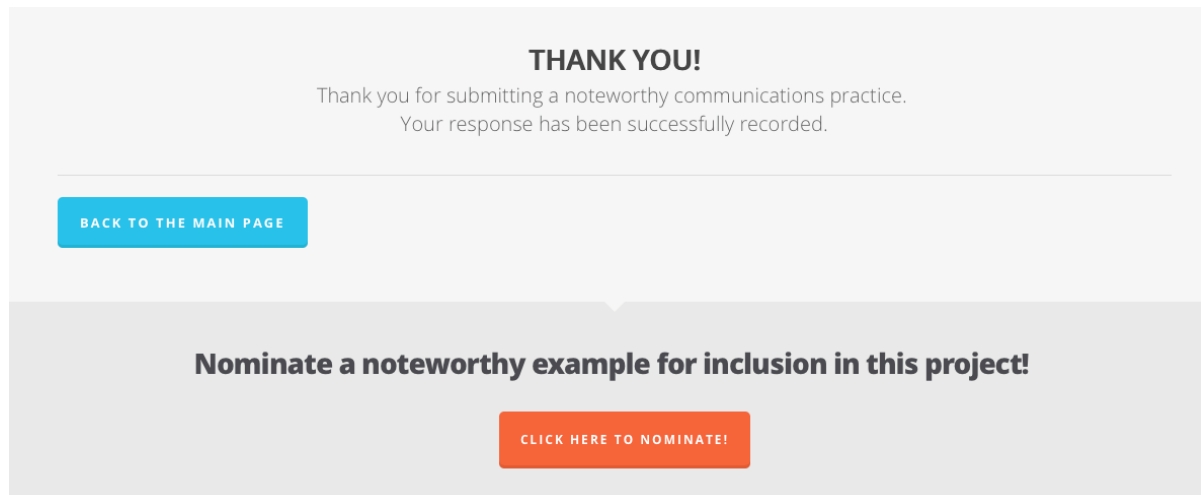 THANK YOU!
Thank you for submitting a noteworthy communications practice.
Your response has been successfully recorded.
BACK TO THE MAIN PAGE
Nominate a noteworthy example for inclusion in this project!
CLICK HERE TO NOMINATE!